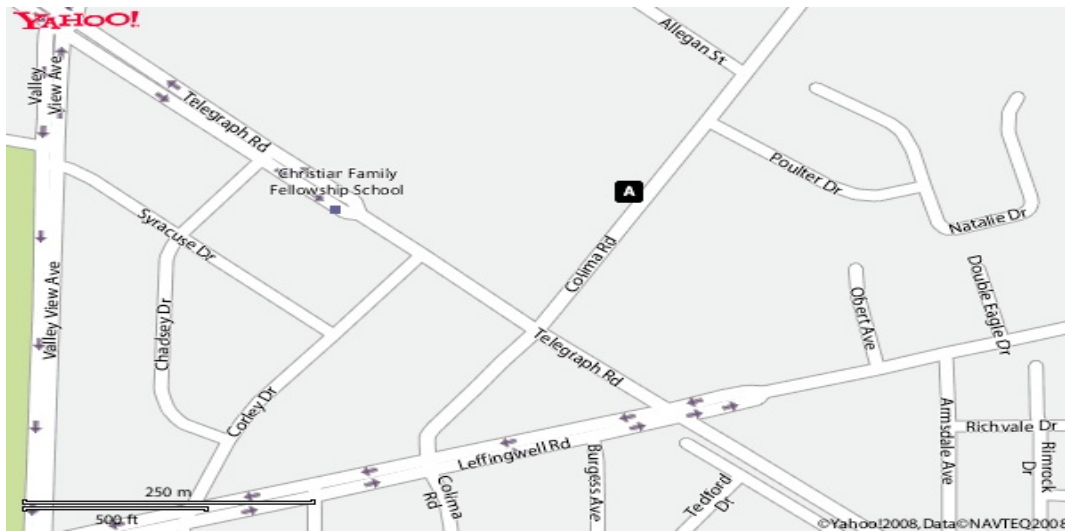 YAHOO!
Allegan St
Valley
View Ave
Telegraph Rd
Christiar Family
Fellowship School
A
Poulter Dr
Natalie Dr
Syracuse Dr
Colima Rd
Double Eagle Dr
Valley View Ave
Chadsey Dr
Obert Ave
Telegraph Rd
Corley Dr
Armsdale Ave
Richvale Dr
Leffingwell Rd
Burgess Ave
Rimrock
Dr
Colima
Rd
Tedford
Dr
250 m
500 ft
©Yahoo!2008, Data©NAVTEQ2008